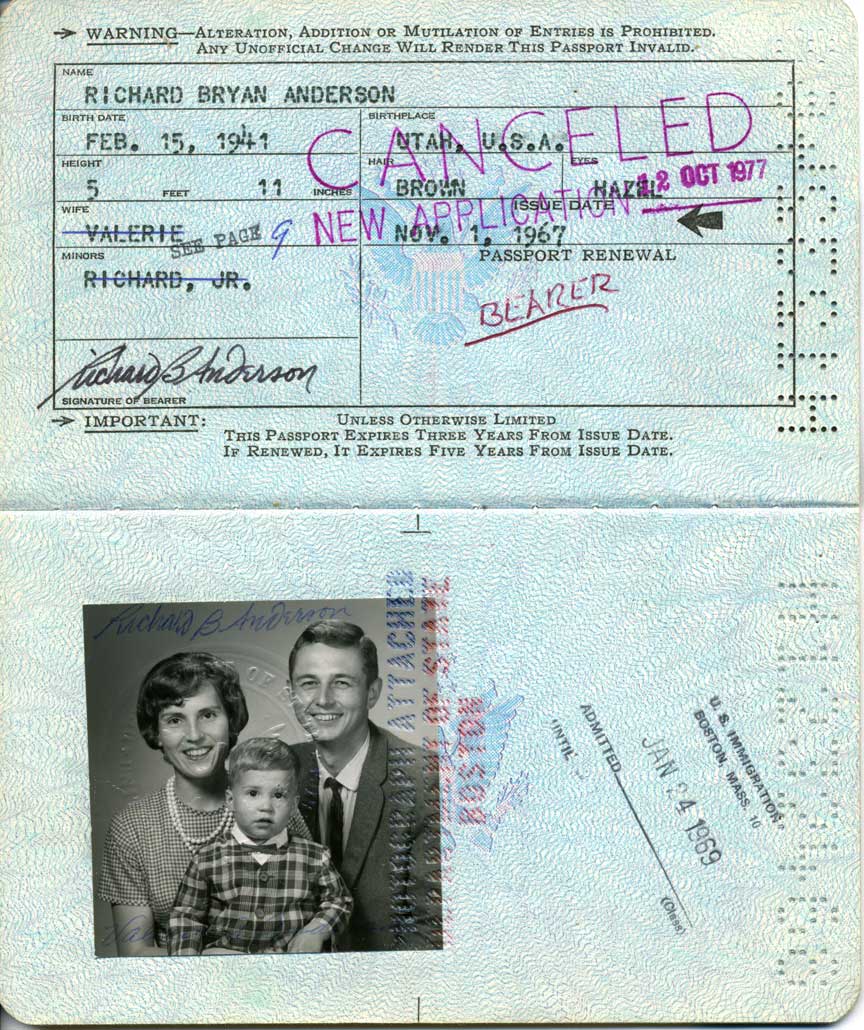 → WARNING—ALTERATION, ADDITION OR MUTILATION OF ENTRIES IS PROHIBITED.
ANY UNOFFICIAL CHANGE WILL RENDER THIS PASSPORT INVALID.
NAME
RICHARD BRYAN ANDERSON
BIRTH DATE
FEB. 15, 1941
BIRTHPLACE
UTAH, U.S.A.
CANCELED
HEIGHT
5 FEET 11 INCHES
HAIR
BROWN
EYES
HAZEL
12 OCT 1977
WIFE
VALERIE
SEE PAGE 9
NEW APPLICATION
ISSUE DATE
NOV. 1, 1967
MINORS
RICHARD, JR.
PASSPORT RENEWAL
BEARER
Richard B Anderson
SIGNATURE OF BEARER
→ IMPORTANT: UNLESS OTHERWISE LIMITED
THIS PASSPORT EXPIRES THREE YEARS FROM ISSUE DATE.
IF RENEWED, IT EXPIRES FIVE YEARS FROM ISSUE DATE.
Richard B Anderson
PHOTOGRAPH ATTACHED
DEPARTMENT OF STATE
BOSTON
U.S. IMMIGRATION
BOSTON, MASS. 10
JAN 24 1969
ADMITTED
(Class)
UNTIL